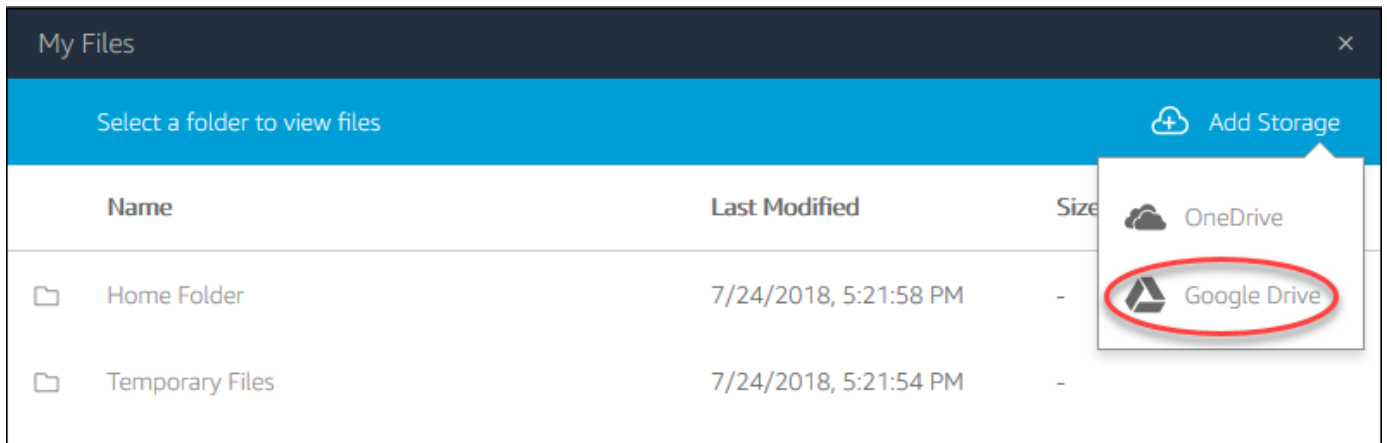 My Files
Select a folder to view files
Add Storage
Name Last Modified Size
OneDrive
Home Folder 7/24/2018, 5:21:58 PM -
Google Drive
Temporary Files 7/24/2018, 5:21:54 PM -